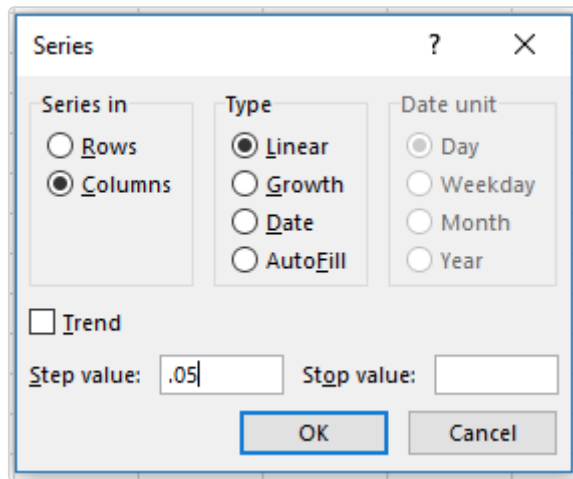 Series ?
Series in
Rows
Columns
Type
Linear
Growth
Date
AutoFill
Date unit
Day
Weekday
Month
Year
Trend
Step value: .05
Stop value:
OK
Cancel